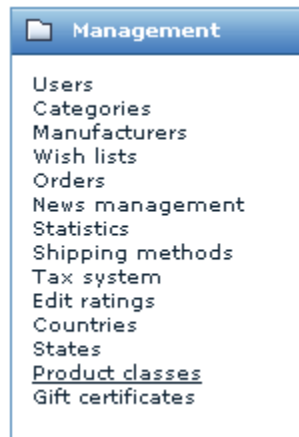 Management
Users
Categories
Manufacturers
Wish lists
Orders
News management
Statistics
Shipping methods
Tax system
Edit ratings
Countries
States
Product classes
Gift certificates